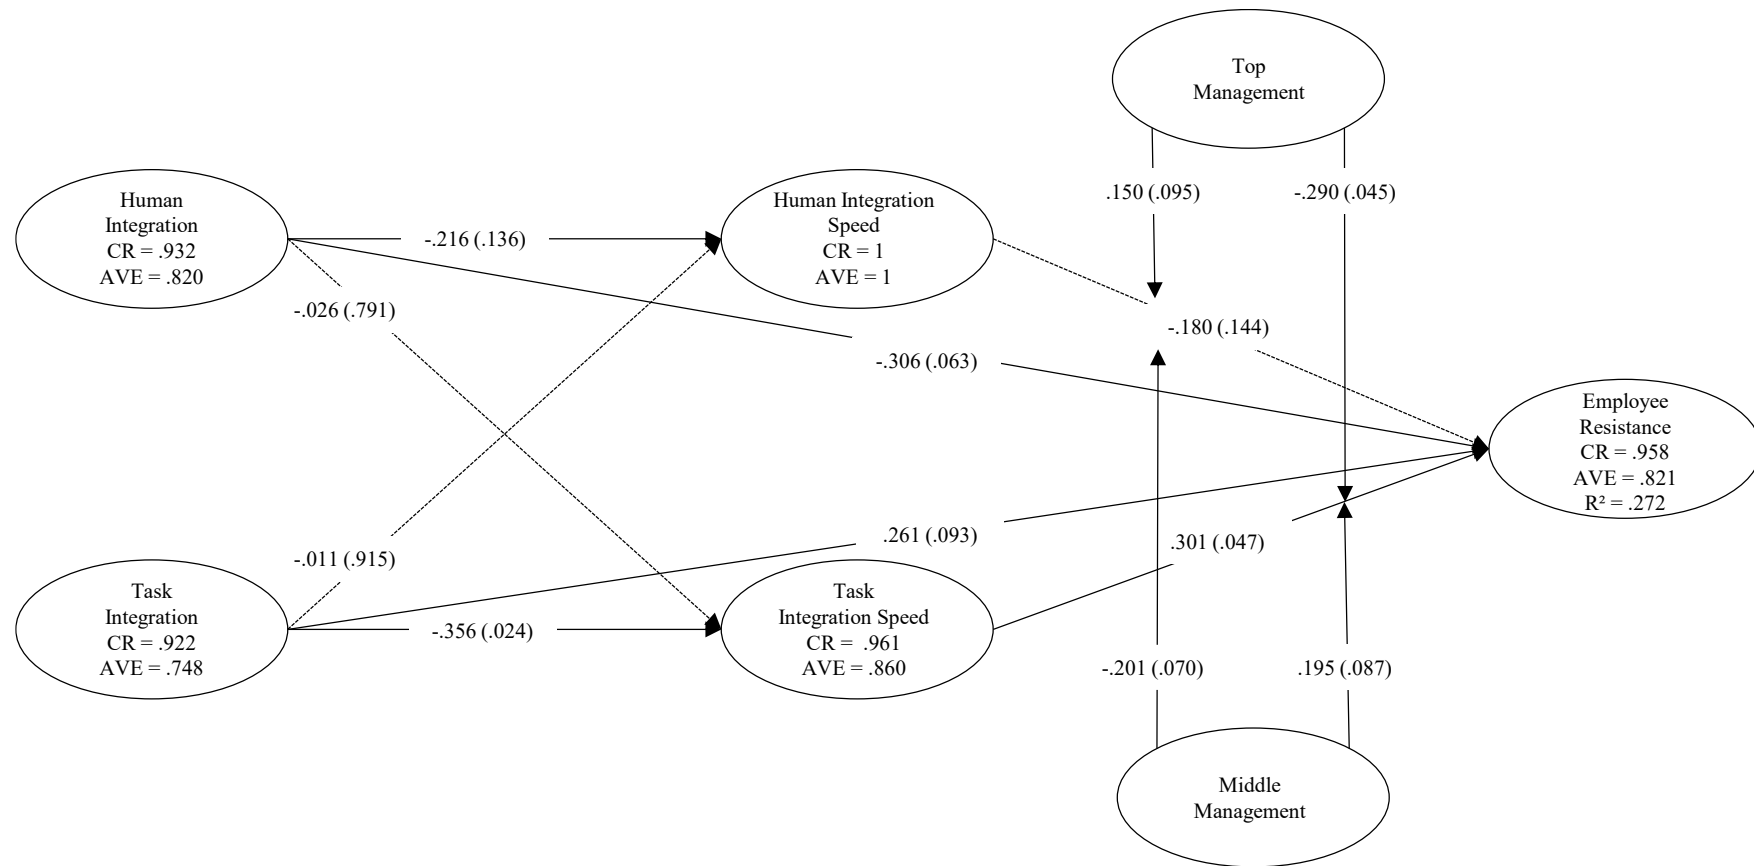 Top
Management
.150 (.095)
-.290 (.045)
Human
Integration
CR = .932
AVE = .820
-.216 (.136)
Human Integration
Speed
CR = 1
AVE = 1
-.026 (.791)
-.180 (.144)
-.306 (.063)
Employee
Resistance
CR = .958
AVE = .821
R² = .272
-.011 (.915)
.261 (.093)
.301 (.047)
Task
Integration
CR = .922
AVE = .748
-.356 (.024)
Task
Integration Speed
CR = .961
AVE = .860
-.201 (.070)
.195 (.087)
Middle
Management